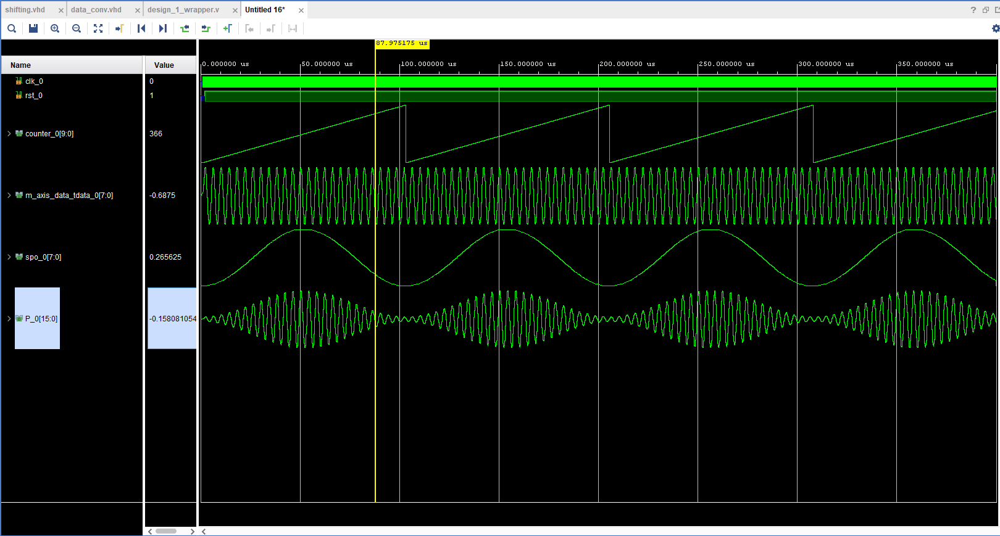 shifting.vhd
data_conv.vhd
design_1_wrapper.v
Untitled 16*
?
87.975175 us
Name
Value
0.000000 us
50.000000 us
100.000000 us
150.000000 us
200.000000 us
250.000000 us
300.000000 us
350.000000 us
clk_0
0
rst_0
1
counter_0[9:0]
366
m_axis_data_tdata_0[7:0]
-0.6875
spo_0[7:0]
0.265625
P_0[15:0]
-0.158081054